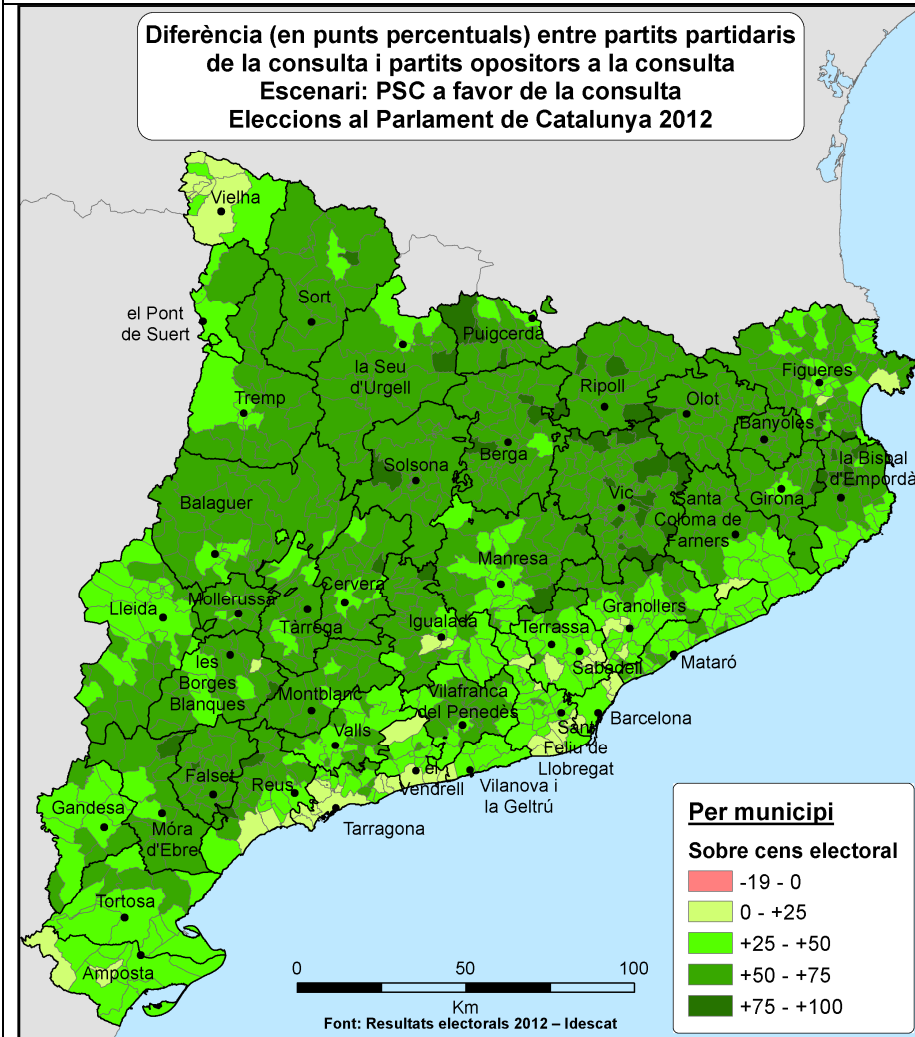 Diferència (en punts percentuals) entre partits partidaris
de la consulta i partits opositors a la consulta
Escenari: PSC a favor de la consulta
Eleccions al Parlament de Catalunya 2012
Vielha
Sort
el Pont
de Suert
Puigcerdà
la Seu
d'Urgell
Tremp
Ripoll
Olot
Figueres
Banyoles
Berga
Solsona
la Bisbal
d'Empordà
Girona
Vic
Santa
Coloma de
Farners
Balaguer
Manresa
Cervera
Mollerussa
Lleida
Tàrrega
Igualada
Granollers
Terrassa
Sabadell
Mataró
les
Borges
Blanques
Montblanc
Vilafranca
del Penedès
Valls
Barcelona
Sant
Feliu de
Llobregat
Falset
Reus
el
Vendrell
Vilanova i
la Geltrú
Tarragona
Gandesa
Móra
d'Ebre
Tortosa
Amposta
Per municipi
Sobre cens electoral
-19 - 0
0 - +25
+25 - +50
+50 - +75
+75 - +100
0 50 100
Km
Font: Resultats electorals 2012 – Idescat